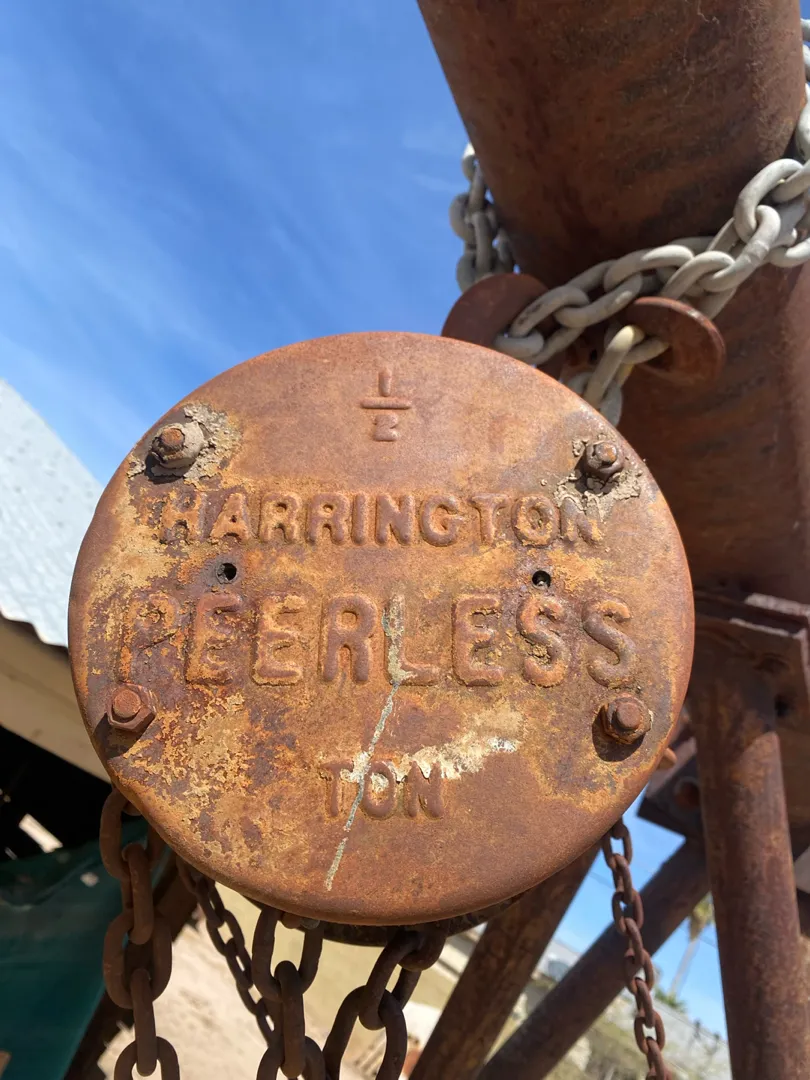 1/2
HARRINGTON
PEERLESS
TON